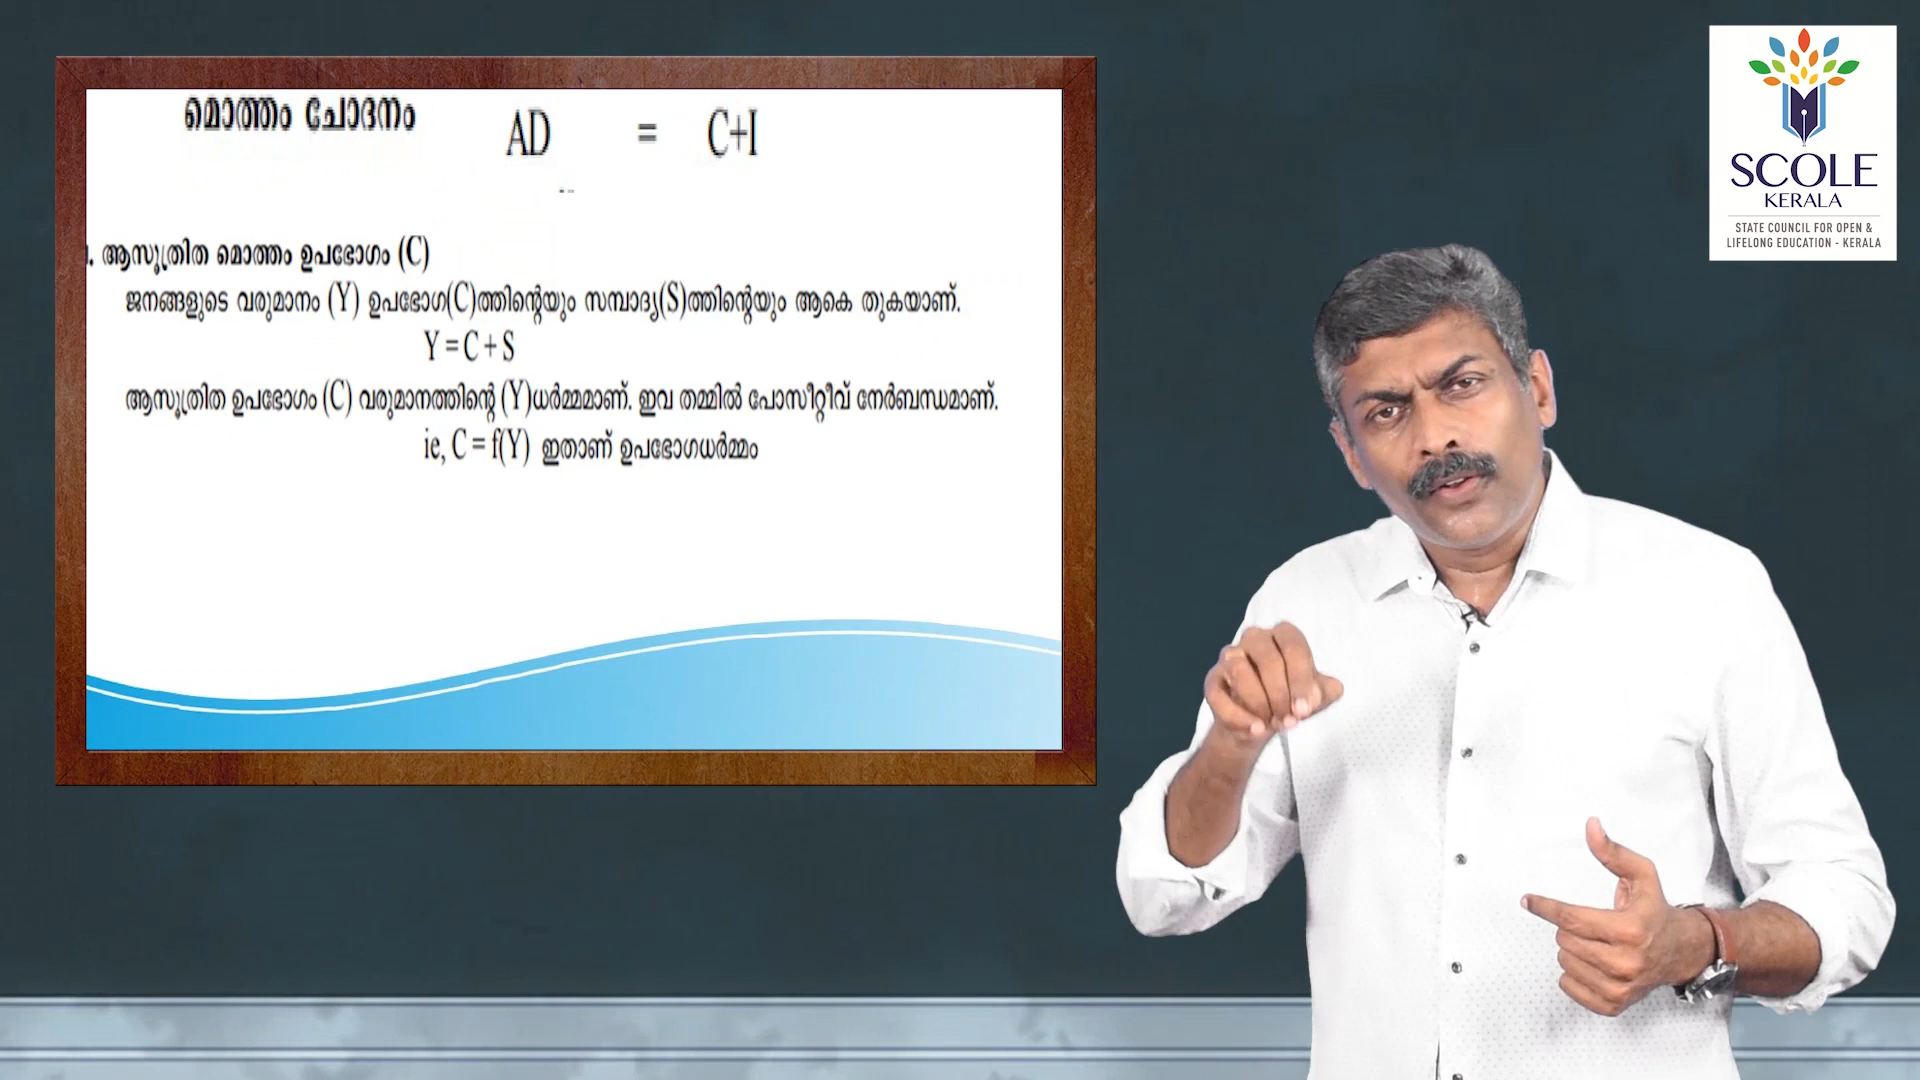 മൊത്തം ചോദനം AD = C+I
. ആസൂത്രിത മൊത്തം ഉപഭോഗം (C)
ജനങ്ങളുടെ വരുമാനം (Y) ഉപഭോഗ(C)ത്തിന്റെയും സമ്പാദ്യ(S)ത്തിന്റെയും ആകെ തുകയാണ്.
Y = C + S
ആസൂത്രിത ഉപഭോഗം (C) വരുമാനത്തിന്റെ (Y)ധർമ്മമാണ്. ഇവ തമ്മിൽ പോസീറ്റീവ് നേർബന്ധമാണ്.
ie, C = f(Y) ഇതാണ് ഉപഭോഗധർമ്മം
SCOLE
KERALA
STATE COUNCIL FOR OPEN &
LIFELONG EDUCATION - KERALA